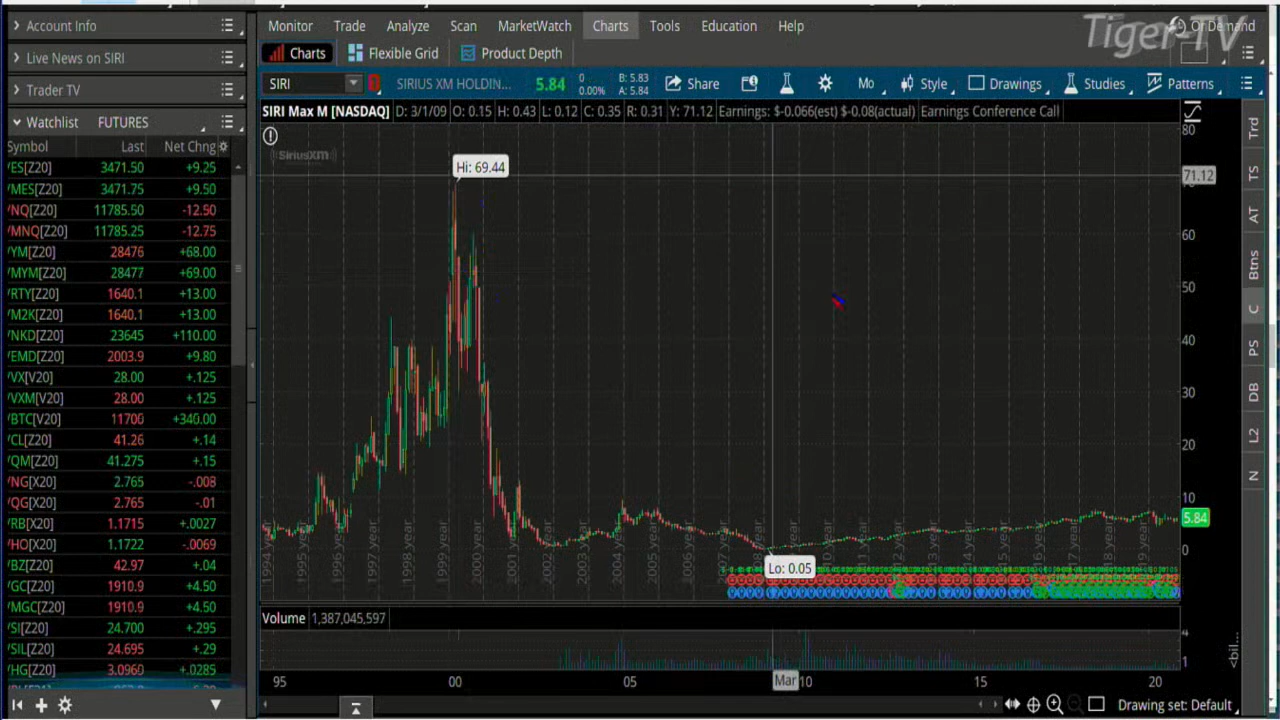 Account Info
Live News on SIRI
Trader TV
Watchlist FUTURES
Symbol Last Net Chng
/ES[Z20] 3471.50 +9.25
/MES[Z20] 3471.75 +9.50
/NQ[Z20] 11785.50 -12.50
/MNQ[Z20] 11785.25 -12.75
/YM[Z20] 28476 +68.00
/MYM[Z20] 28477 +69.00
/RTY[Z20] 1640.1 +13.00
/M2K[Z20] 1640.1 +13.00
/NKD[Z20] 23645 +110.00
/EMD[Z20] 2003.9 +9.80
/VX[V20] 28.00 +.125
/VXM[V20] 28.00 +.125
/BTC[V20] 11700 +340.00
/CL[Z20] 41.26 +.14
/QM[Z20] 41.275 +.15
/NG[X20] 2.765 -.008
/QG[X20] 2.765 -.01
/RB[X20] 1.1715 +.0027
/HO[X20] 1.1722 -.0069
/BZ[Z20] 42.97 +.04
/GC[Z20] 1910.9 +4.50
/MGC[Z20] 1910.9 +4.50
/SI[Z20] 24.700 +.295
/SIL[Z20] 24.695 +.29
/HG[Z20] 3.0960 +.0285
Monitor Trade Analyze Scan MarketWatch Charts Tools Education Help
Tiger-TV
OnDemand
Charts Flexible Grid Product Depth
SIRI SIRIUS XM HOLDIN... 5.84 0 0.00% B: 5.83 A: 5.84 Share Mo Style Drawings Studies Patterns
SIRI Max M [NASDAQ] D: 3/1/09 O: 0.15 H: 0.43 L: 0.12 C: 0.35 R: 0.31 Y: 71.12 Earnings: $-0.066(est) $-0.08(actual) Earnings Conference Call
SiriusXM
Hi: 69.44
Lo: 0.05
80
71.12
60
50
40
30
20
10
5.84
0
1994 year 1995 year 1996 year 1997 year 1998 year 1999 year 2000 year 2001 year 2002 year 2003 year 2004 year 2005 year 2006 year 2007 year 2008 year
Volume 1,387,045,597
4
1
95 00 05 Mar 10 15 20
Drawing set: Default
Trd
TS
AT
Btns
C
PS
DB
L2
N
<bil...